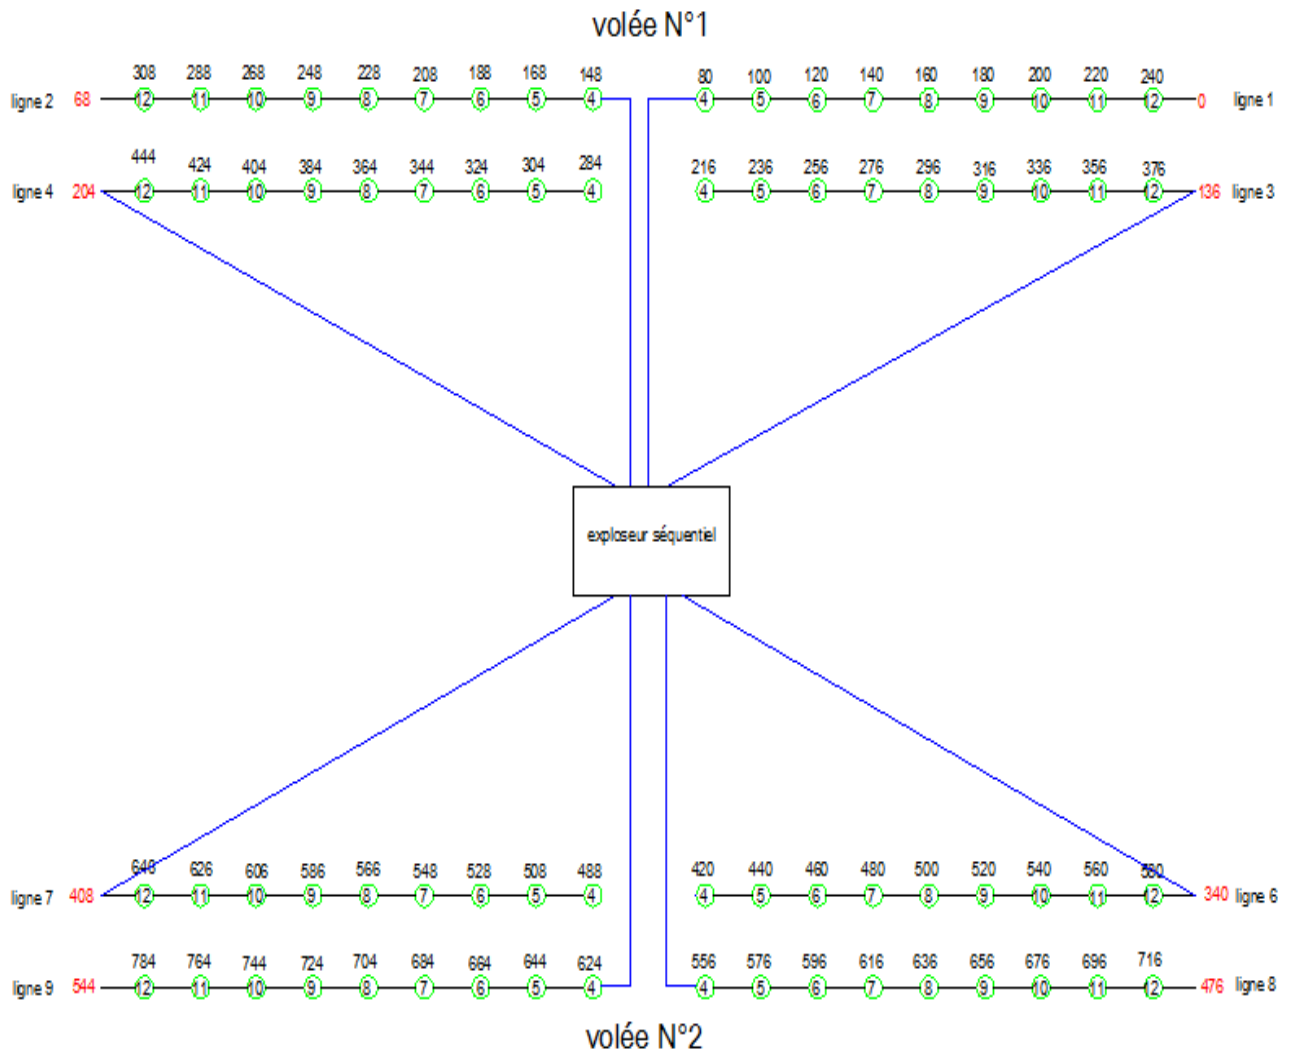 volée N°1
308 288 268 248 228 208 188 168 148 80 100 120 140 160 180 200 220 240
ligne 2 68 12 11 10 9 8 7 6 5 4 4 5 6 7 8 9 10 11 12 0 ligne 1
444 424 404 384 364 344 324 304 284 216 236 256 276 296 316 336 356 376
ligne 4 204 12 11 10 9 8 7 6 5 4 4 5 6 7 8 9 10 11 12 136 ligne 3
exploseur séquentiel
626 606 586 566 548 528 508 488 420 440 460 480 500 520 540 560 580
ligne 7 408 12 11 10 9 8 7 6 5 4 4 5 6 7 8 9 10 11 12 340 ligne 6
784 764 744 724 704 684 664 644 624 556 576 596 616 636 656 676 696 716
ligne 9 544 12 11 10 9 8 7 6 5 4 4 5 6 7 8 9 10 11 12 476 ligne 8
volée N°2